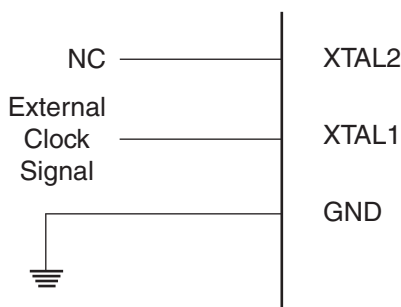 NC
XTAL2
External
Clock
Signal
XTAL1
GND